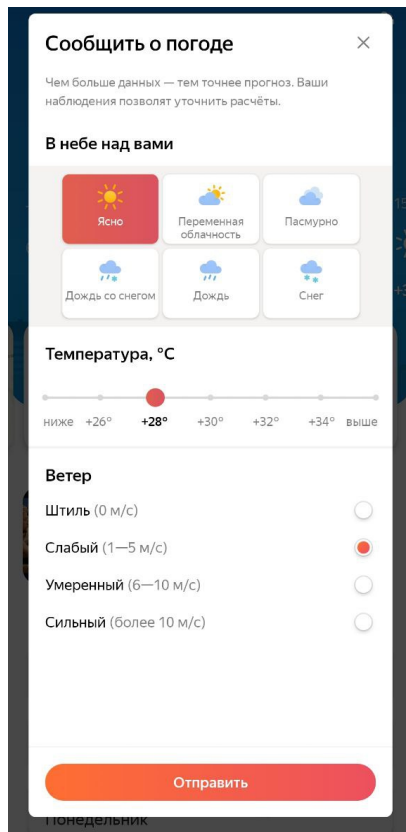 Сообщить о погоде
Чем больше данных — тем точнее прогноз. Ваши
наблюдения позволят уточнить расчёты.
В небе над вами
Ясно
Переменная
облачность
Пасмурно
Дождь со снегом
Дождь
Снег
Температура, °C
ниже +26° +28° +30° +32° +34° выше
Ветер
Штиль (0 м/с)
Слабый (1—5 м/с)
Умеренный (6—10 м/с)
Сильный (более 10 м/с)
Отправить
Понедельник